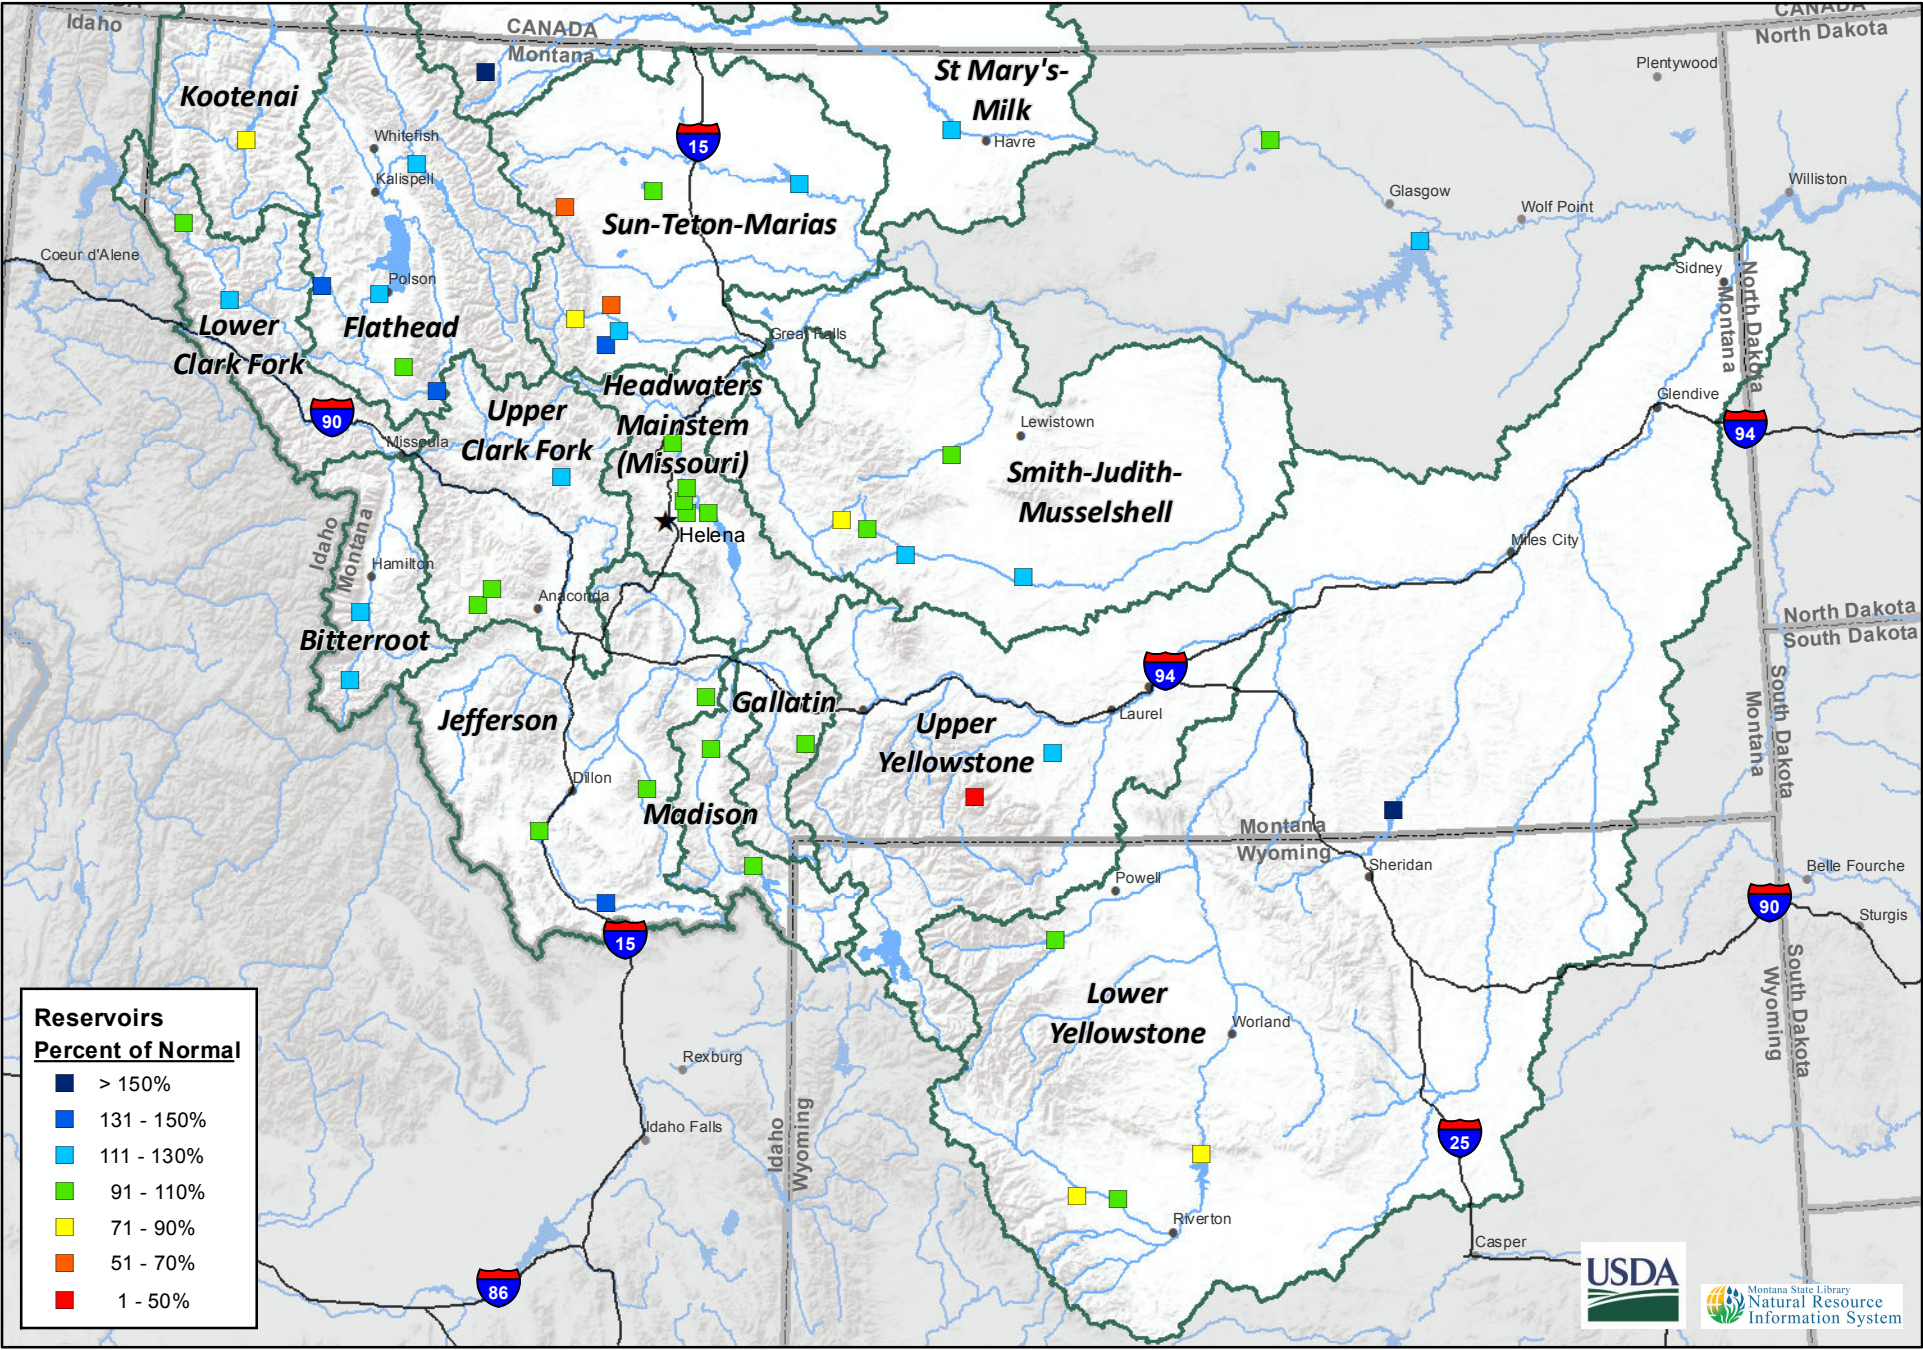 CANADA
Idaho
CANADA
Montana
CANADA
North Dakota
Plentywood
St Mary's-
Milk
Kootenai
Whitefish
15
Havre
Kalispell
Glasgow
Williston
Wolf Point
Sun-Teton-Marias
Coeur d'Alene
Polson
Sidney
Montana
North Dakota
Lower
Clark Fork
Flathead
Great Falls
Headwaters
Mainstem
(Missouri)
Upper
Clark Fork
90
Missoula
Lewistown
Glendive
94
Smith-Judith-
Musselshell
Helena
Idaho
Montana
Hamilton
Miles City
Anaconda
North Dakota
South Dakota
Bitterroot
94
Gallatin
Jefferson
Laurel
Upper
Yellowstone
South Dakota
Montana
Dillon
Madison
Montana
Wyoming
Sheridan
Powell
Belle Fourche
90
Sturgis
15
South Dakota
Wyoming
Lower
Yellowstone
Worland
Rexburg
Idaho Falls
Idaho
Wyoming
25
Riverton
Casper
86
Reservoirs
Percent of Normal
> 150%
131 - 150%
111 - 130%
91 - 110%
71 - 90%
51 - 70%
1 - 50%
USDA
Montana State Library
Natural Resource
Information System